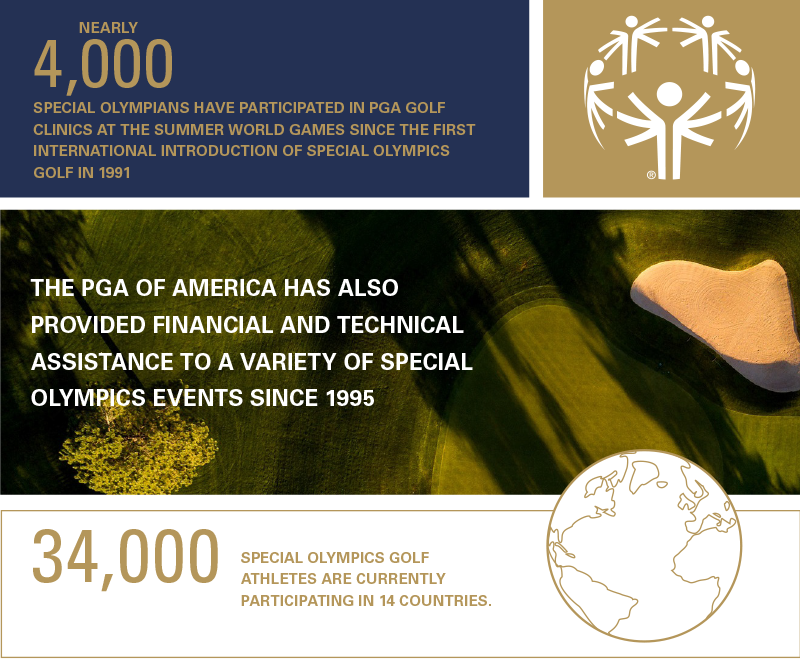 NEARLY
4,000
SPECIAL OLYMPIANS HAVE PARTICIPATED IN PGA GOLF
CLINICS AT THE SUMMER WORLD GAMES SINCE THE FIRST
INTERNATIONAL INTRODUCTION OF SPECIAL OLYMPICS
GOLF IN 1991
®
THE PGA OF AMERICA HAS ALSO
PROVIDED FINANCIAL AND TECHNICAL
ASSISTANCE TO A VARIETY OF SPECIAL
OLYMPICS EVENTS SINCE 1995
34,000
SPECIAL OLYMPICS GOLF
ATHLETES ARE CURRENTLY
PARTICIPATING IN 14 COUNTRIES.